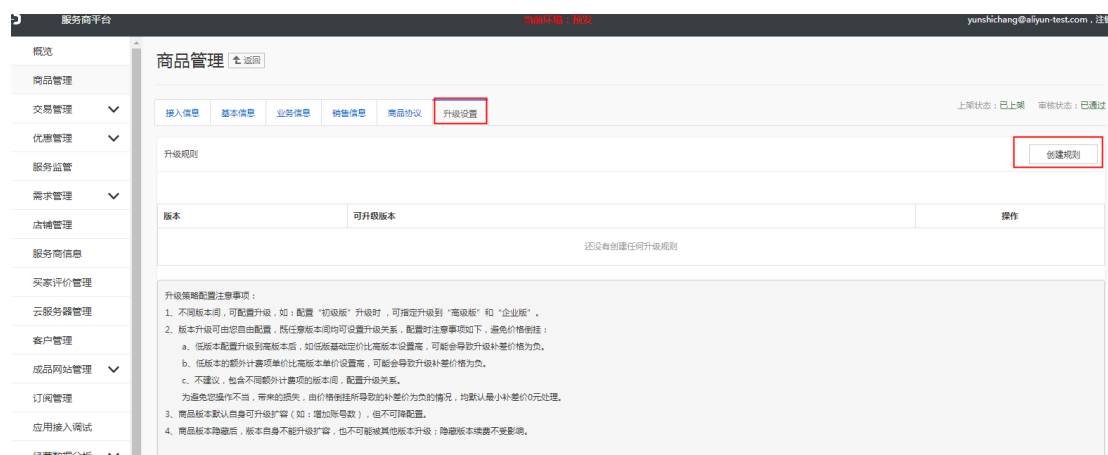 服务商平台
当前环境：预发
yunshichang@aliyun-test.com，注
概览
商品管理
交易管理
优惠管理
服务监管
需求管理
店铺管理
服务商信息
买家评价管理
云服务器管理
客户管理
成品网站管理
订阅管理
应用接入调试
经营数据分析
商品管理 返回
接入信息 基本信息 业务信息 销售信息 商品协议 升级设置
上架状态：已上架 审核状态：已通过
升级规则 创建规则
版本 可升级版本 操作
还没有创建任何升级规则
升级策略配置注意事项：
1、不同版本间，可配置升级，如：配置“初级版”升级时，可指定升级到“高级版”和“企业版”。
2、版本升级可由您自由配置，既任意版本间均可设置升级关系，配置时注意事项如下，避免价格倒挂：
a、低版本配置升级到高版本后，如低版基础定价比高版本设置高，可能会导致升级补差价格为负。
b、低版本的额外计费项单价比高版本单价设置高，可能会导致升级补差价格为负。
c、不建议，包含不同额外计费项的版本间，配置升级关系。
为避免您操作不当，带来的损失，由价格倒挂所导致的补差价为负的情况，均默认最小补差价0元处理。
3、商品版本默认自身可升级扩容（如：增加账号数），但不可降配置。
4、商品版本隐藏后，版本自身不能升级扩容，也不可能被其他版本升级；隐藏版本续费不受影响。